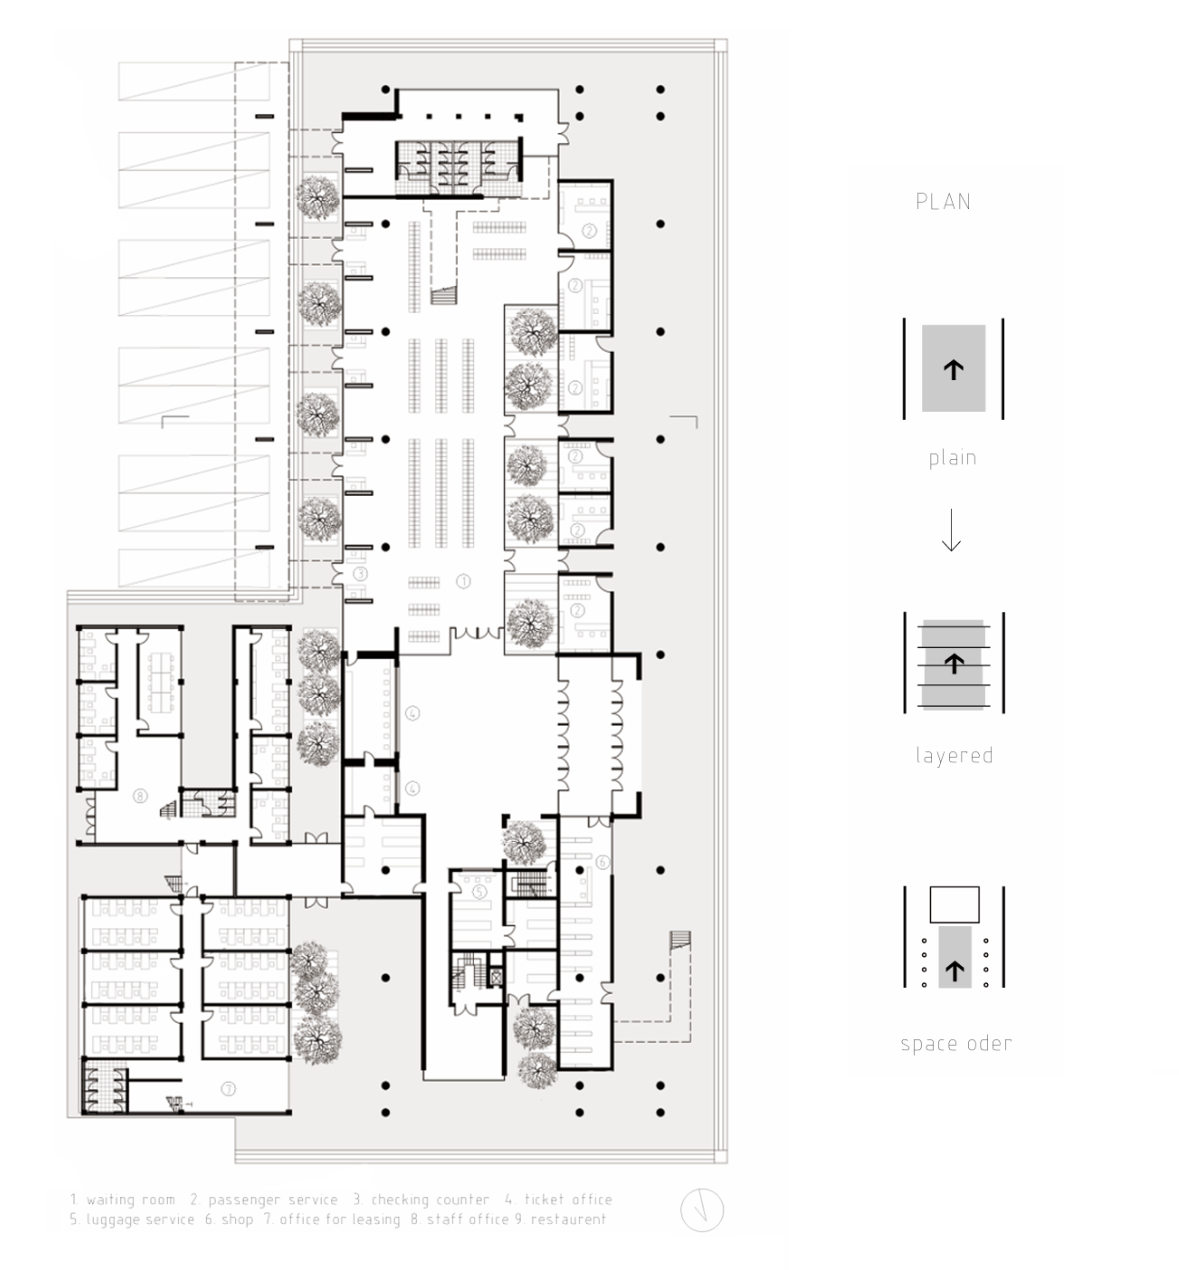 PLAN
2
2
2
plain
2
2
3
1
2
layered
4
4
8
6
5
space oder
7
1. waiting room 2. passenger service 3. checking counter 4. ticket office
5. luggage service 6. shop 7. office for leasing 8. staff office 9. restaurent